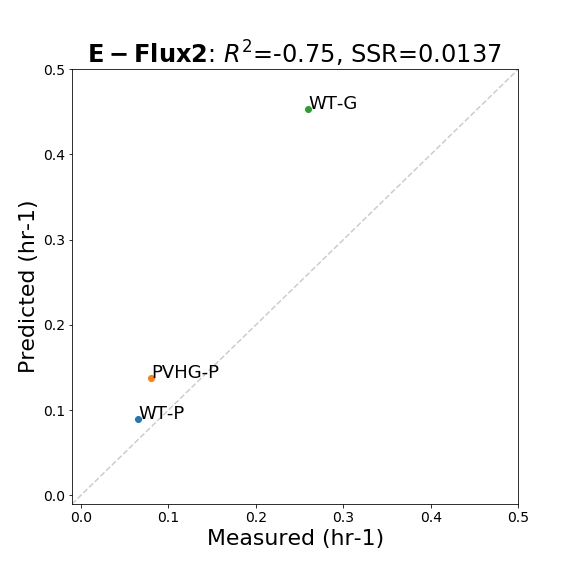 E − Flux2: R²=-0.75, SSR=0.0137
Predicted (hr-1)
0.5
0.4
0.3
0.2
0.1
0.0
WT-G
PVHG-P
WT-P
0.0 0.1 0.2 0.3 0.4 0.5
Measured (hr-1)